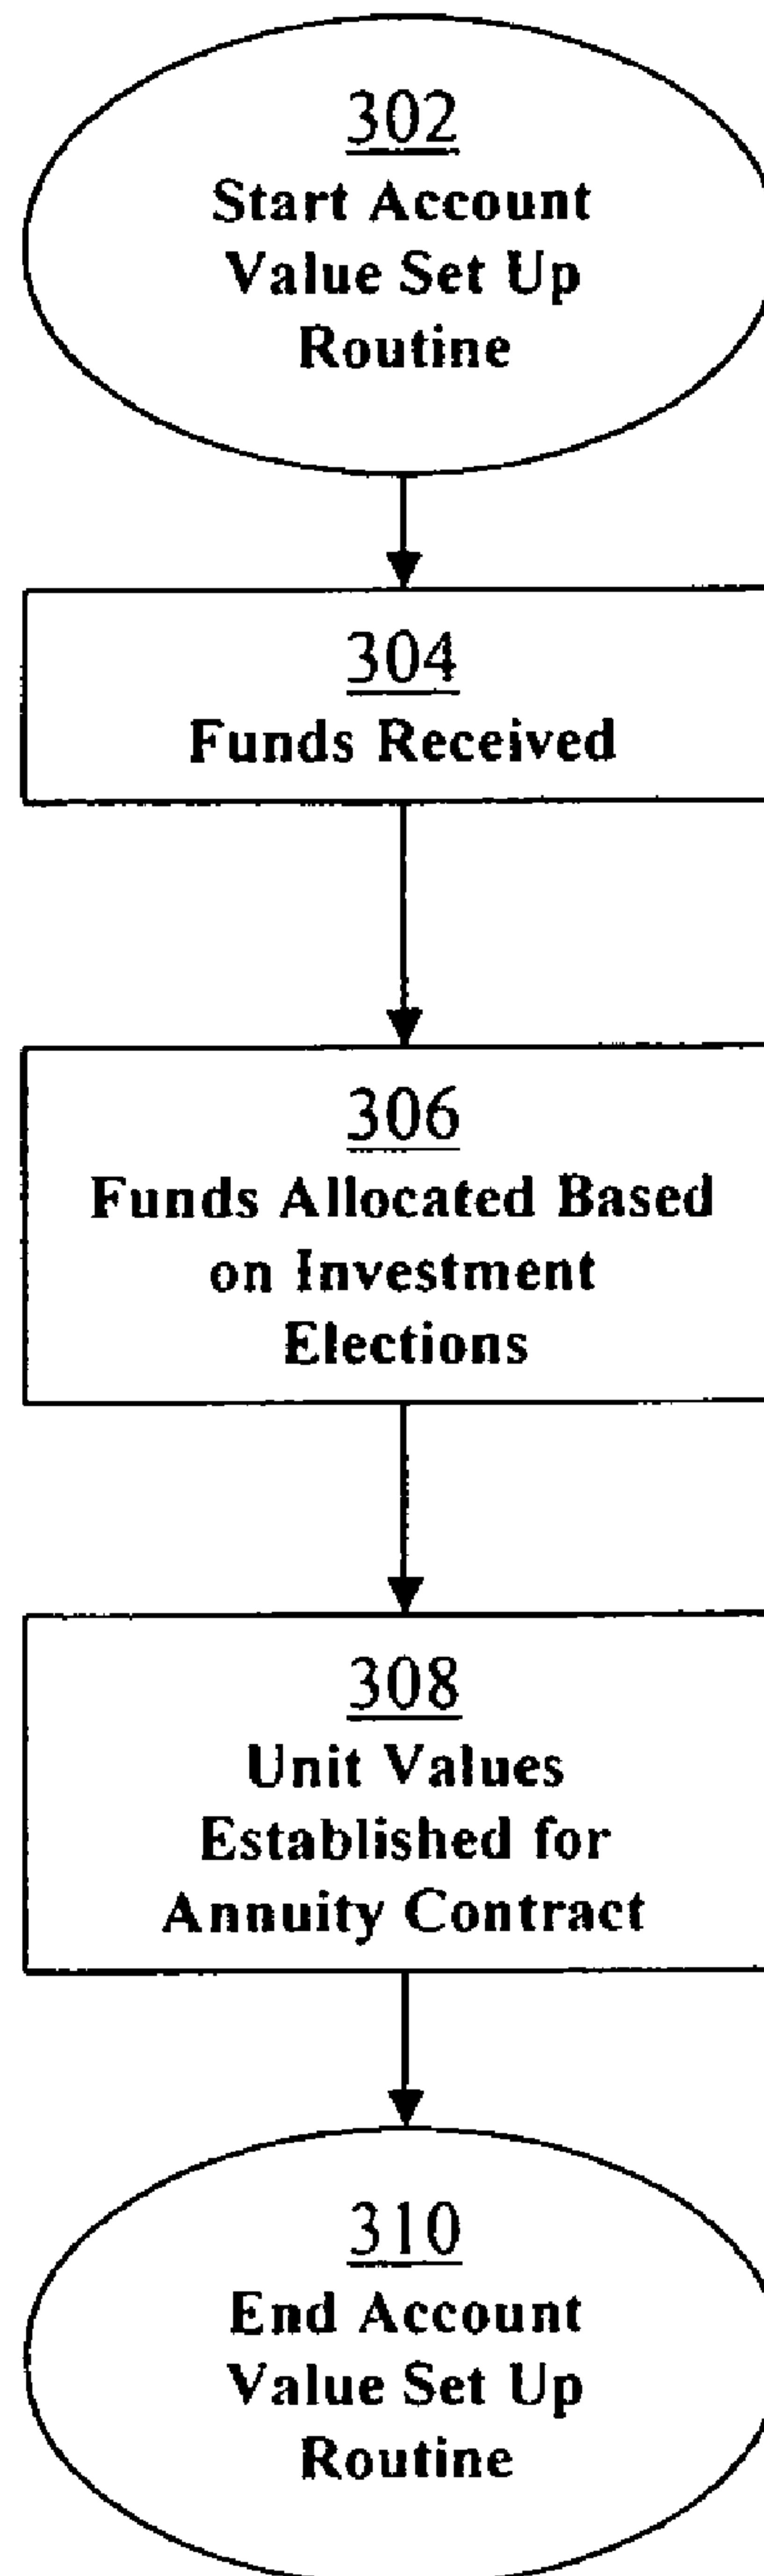 302
Start Account
Value Set Up
Routine
304
Funds Received
306
Funds Allocated Based
on Investment
Elections
308
Unit Values
Established for
Annuity Contract
310
End Account
Value Set Up
Routine